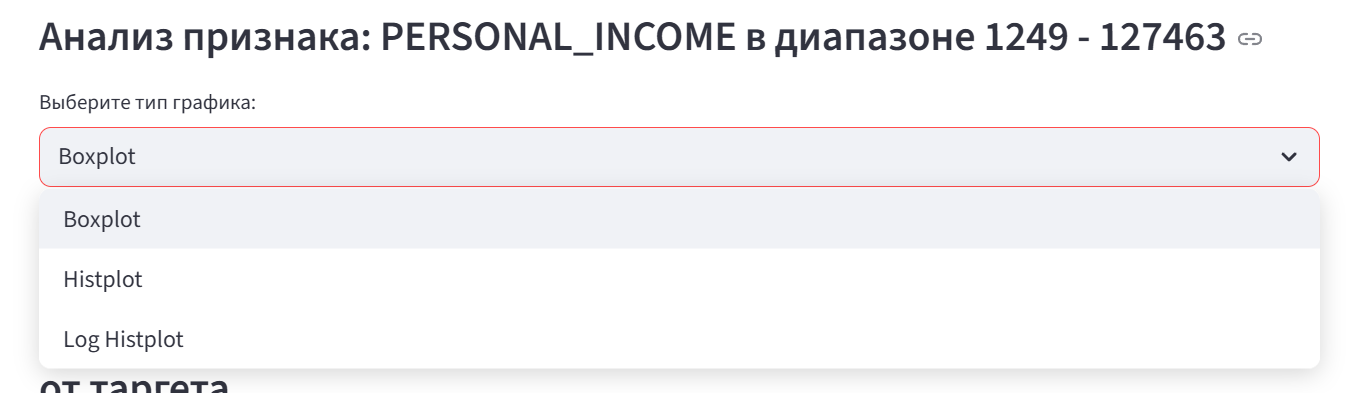 Анализ признака: PERSONAL_INCOME в диапазоне 1249 - 127463
Выберите тип графика:
Boxplot
Boxplot
Histplot
Log Histplot
от таргета